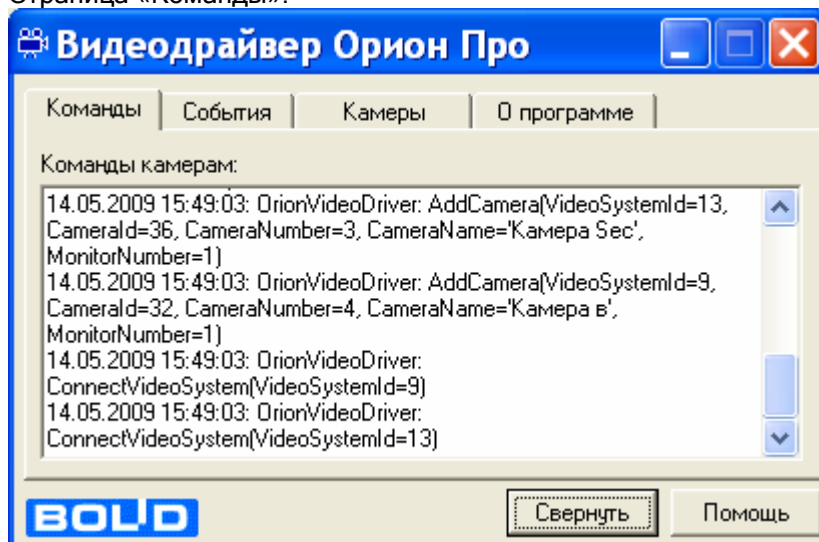 Страница «Команды».
Видеодрайвер Орион Про
Команды События Камеры О программе
Команды камерам:
14.05.2009 15:49:03: OrionVideoDriver: AddCamera(VideoSystemId=13,
CameraId=36, CameraNumber=3, CameraName='Камера Sec',
MonitorNumber=1)
14.05.2009 15:49:03: OrionVideoDriver: AddCamera(VideoSystemId=9,
CameraId=32, CameraNumber=4, CameraName='Камера в',
MonitorNumber=1)
14.05.2009 15:49:03: OrionVideoDriver:
ConnectVideoSystem(VideoSystemId=9)
14.05.2009 15:49:03: OrionVideoDriver:
ConnectVideoSystem(VideoSystemId=13)
BOLID Свернуть Помощь